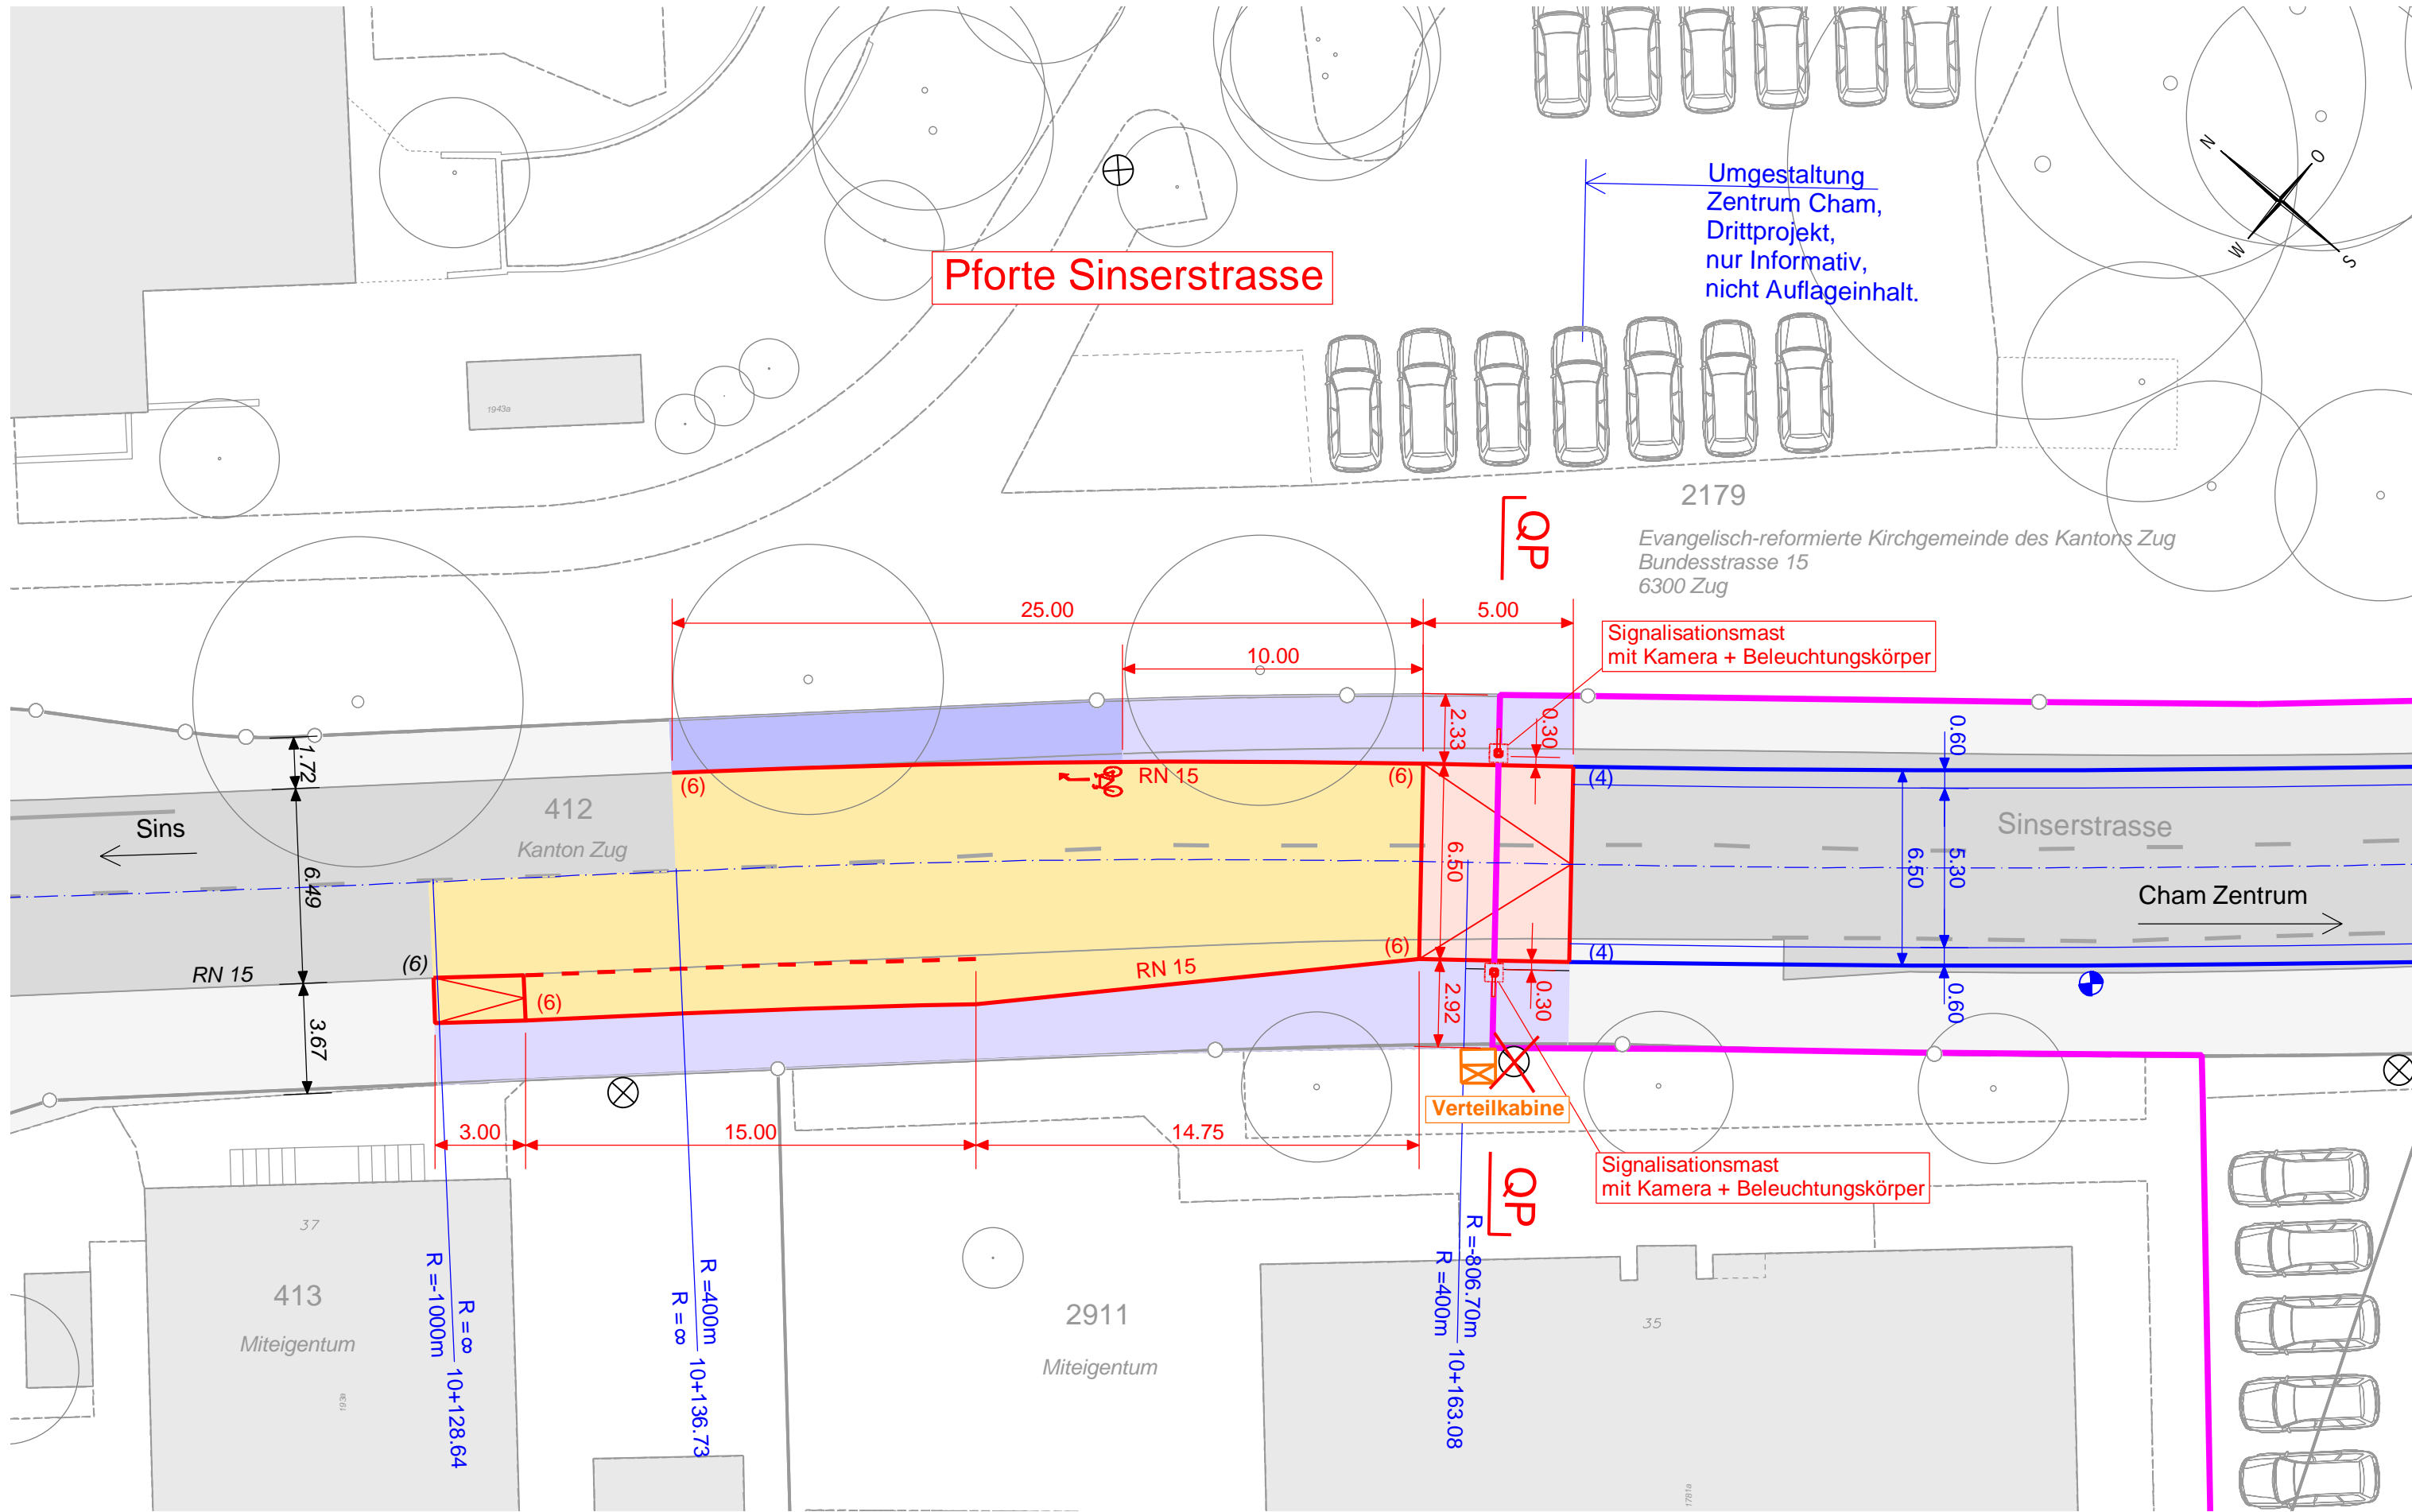 N
O
W
S
Umgestaltung
Zentrum Cham,
Drittprojekt,
nur Informativ,
nicht Auflageinhalt.
Pforte Sinserstrasse
1943a
2179
Evangelisch-reformierte Kirchgemeinde des Kantons Zug
Bundesstrasse 15
6300 Zug
QP
25.00
5.00
10.00
Signalisationsmast
mit Kamera + Beleuchtungskörper
2.33
0.30
0.60
1.72
(6)
RN 15
(6)
(4)
412
Kanton Zug
Sins
6.49
6.50
6.50
5.30
Sinserstrasse
Cham Zentrum
(6)
RN 15
(6)
RN 15
(6)
(4)
3.67
2.92
0.30
0.60
Verteilkabine
3.00
15.00
14.75
Signalisationsmast
mit Kamera + Beleuchtungskörper
QP
37
413
Miteigentum
193a
R =-1000m
R = ∞
10+128.64
R =400m
R = ∞
10+136.73
2911
Miteigentum
R =-806.70m
R =400m
10+163.08
35
1781a